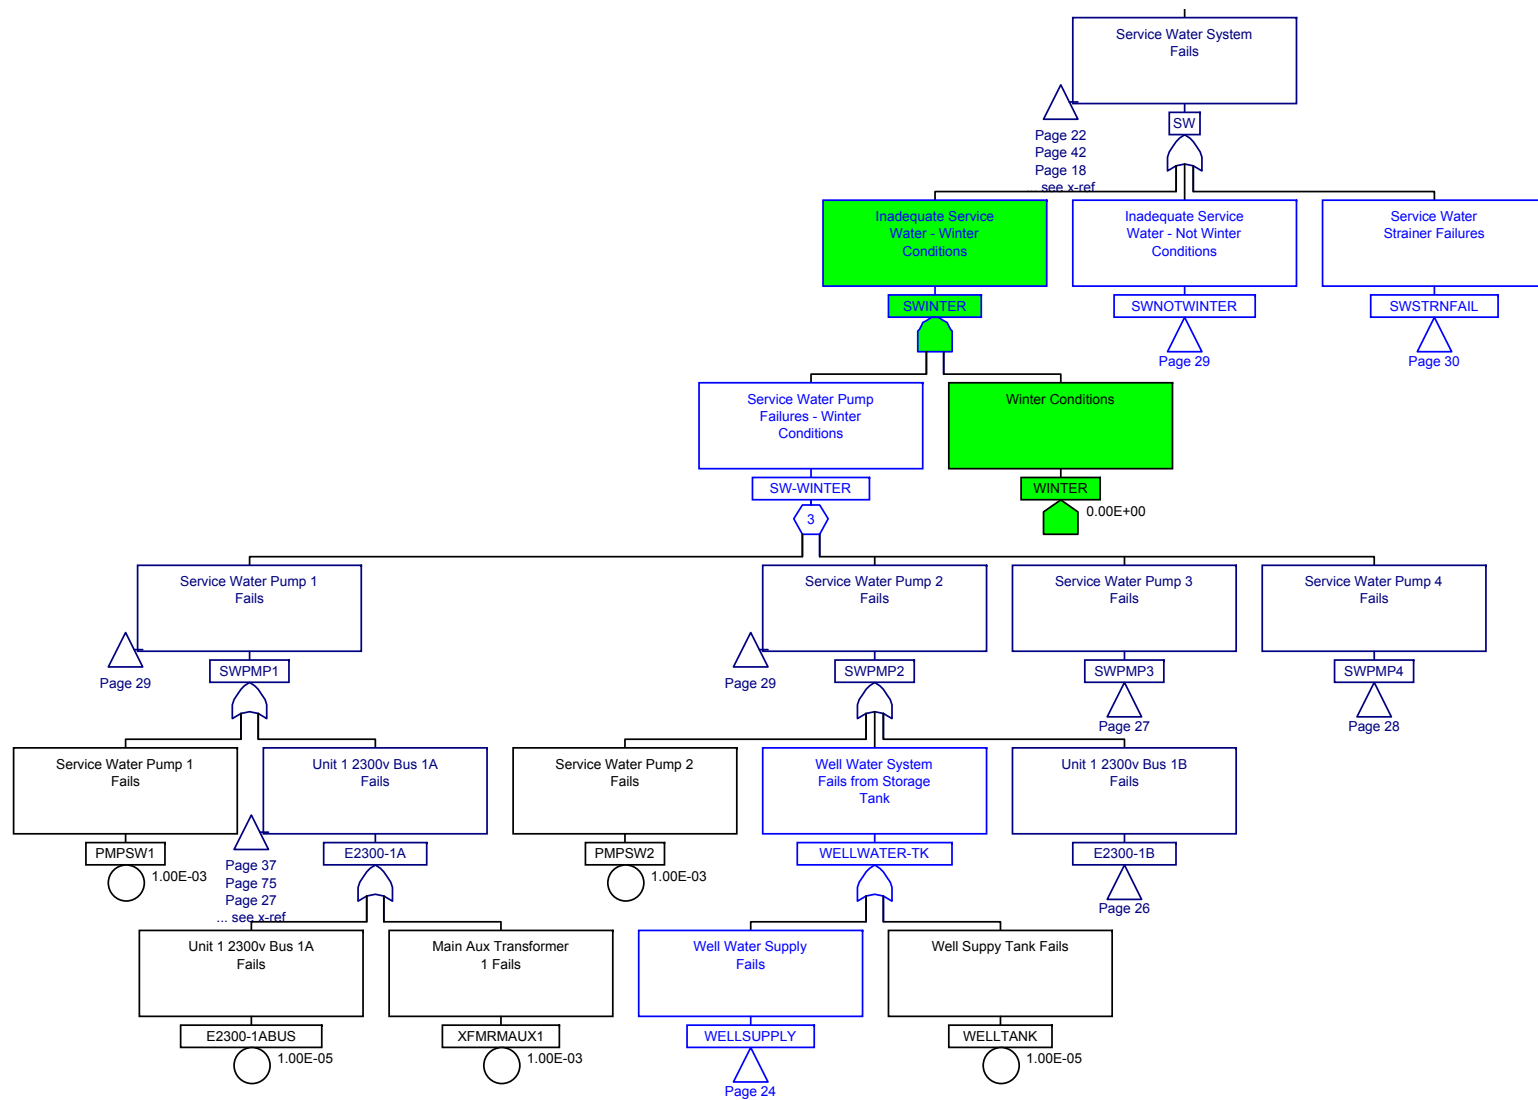 Service Water System
Fails
Page 22
Page 42
Page 18
... see x-ref
SW
Inadequate Service
Water - Winter
Conditions
SWINTER
Inadequate Service
Water - Not Winter
Conditions
SWNOTWINTER
Page 29
Service Water
Strainer Failures
SWSTRNFAIL
Page 30
Service Water Pump
Failures - Winter
Conditions
SW-WINTER
3
Winter Conditions
WINTER
0.00E+00
Service Water Pump 1
Fails
Page 29
SWPMP1
Service Water Pump 2
Fails
Page 29
SWPMP2
Service Water Pump 3
Fails
SWPMP3
Page 27
Service Water Pump 4
Fails
SWPMP4
Page 28
Service Water Pump 1
Fails
PMPSW1
1.00E-03
Unit 1 2300v Bus 1A
Fails
Page 37
Page 75
Page 27
... see x-ref
E2300-1A
Service Water Pump 2
Fails
PMPSW2
1.00E-03
Well Water System
Fails from Storage
Tank
WELLWATER-TK
Unit 1 2300v Bus 1B
Fails
E2300-1B
Page 26
Unit 1 2300v Bus 1A
Fails
E2300-1ABUS
1.00E-05
Main Aux Transformer
1 Fails
XFMRMAUX1
1.00E-03
Well Water Supply
Fails
WELLSUPPLY
Page 24
Well Suppy Tank Fails
WELLTANK
1.00E-05